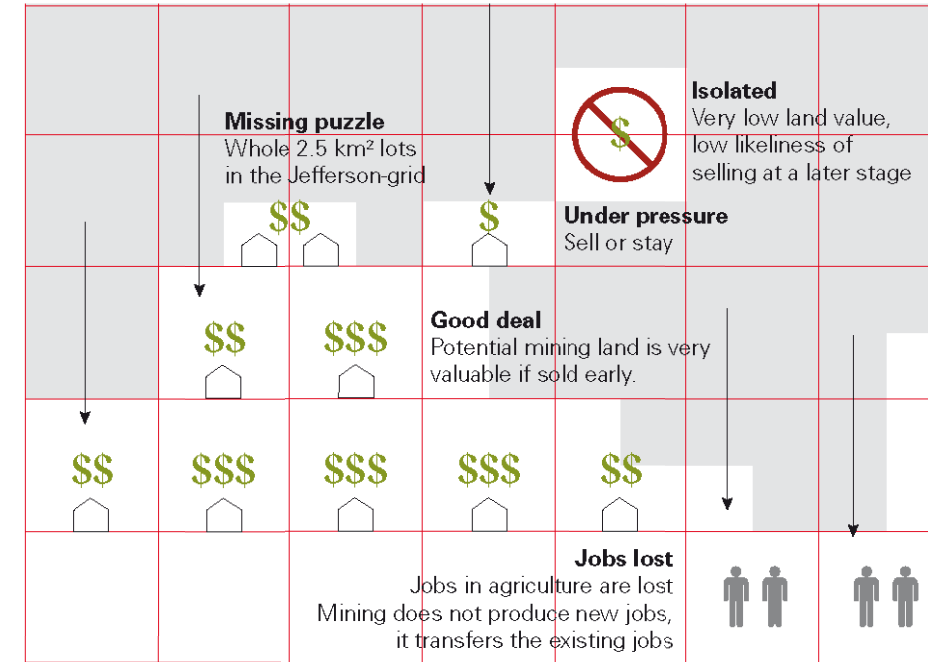 Isolated
Very low land value,
low likeliness of
selling at a later stage
$
Missing puzzle
Whole 2.5 km² lots
in the Jefferson-grid
$$
$
Under pressure
Sell or stay
$$
$$$
Good deal
Potential mining land is very
valuable if sold early.
$$
$$$
$$$
$$$
$$
Jobs lost
Jobs in agriculture are lost
Mining does not produce new jobs,
it transfers the existing jobs